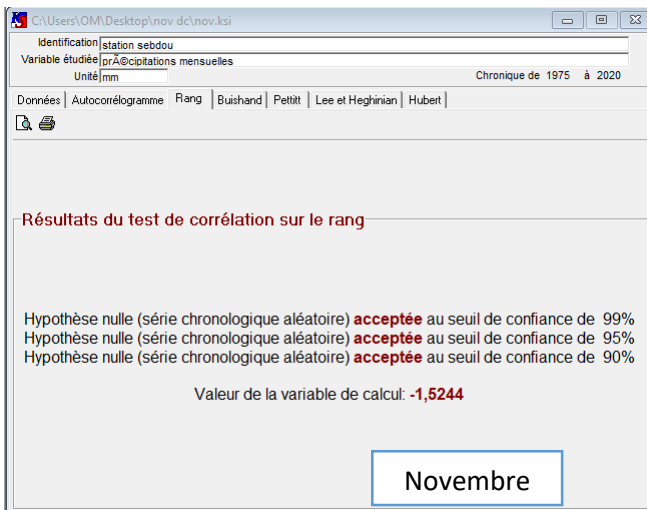 C:\Users\OM\Desktop\nov dc\nov.ksi
Identification station sebdou
Variable étudiée prÃ©cipitations mensuelles
Unité mm Chronique de 1975 à 2020
Données Autocorrélogramme Rang Buishand Pettitt Lee et Heghinian Hubert
Résultats du test de corrélation sur le rang
Hypothèse nulle (série chronologique aléatoire) acceptée au seuil de confiance de 99%
Hypothèse nulle (série chronologique aléatoire) acceptée au seuil de confiance de 95%
Hypothèse nulle (série chronologique aléatoire) acceptée au seuil de confiance de 90%
Valeur de la variable de calcul: -1,5244
Novembre